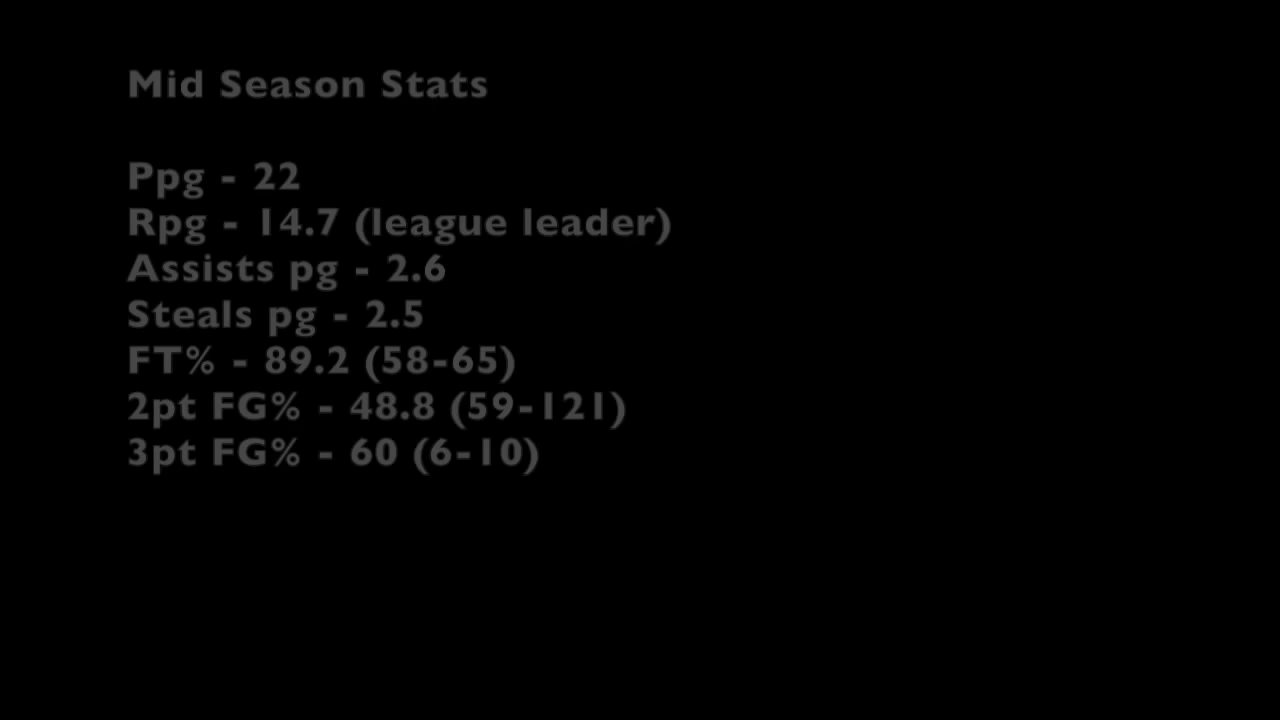 Mid Season Stats
Ppg - 22
Rpg - 14.7 (league leader)
Assists pg - 2.6
Steals pg - 2.5
FT% - 89.2 (58-65)
2pt FG% - 48.8 (59-121)
3pt FG% - 60 (6-10)